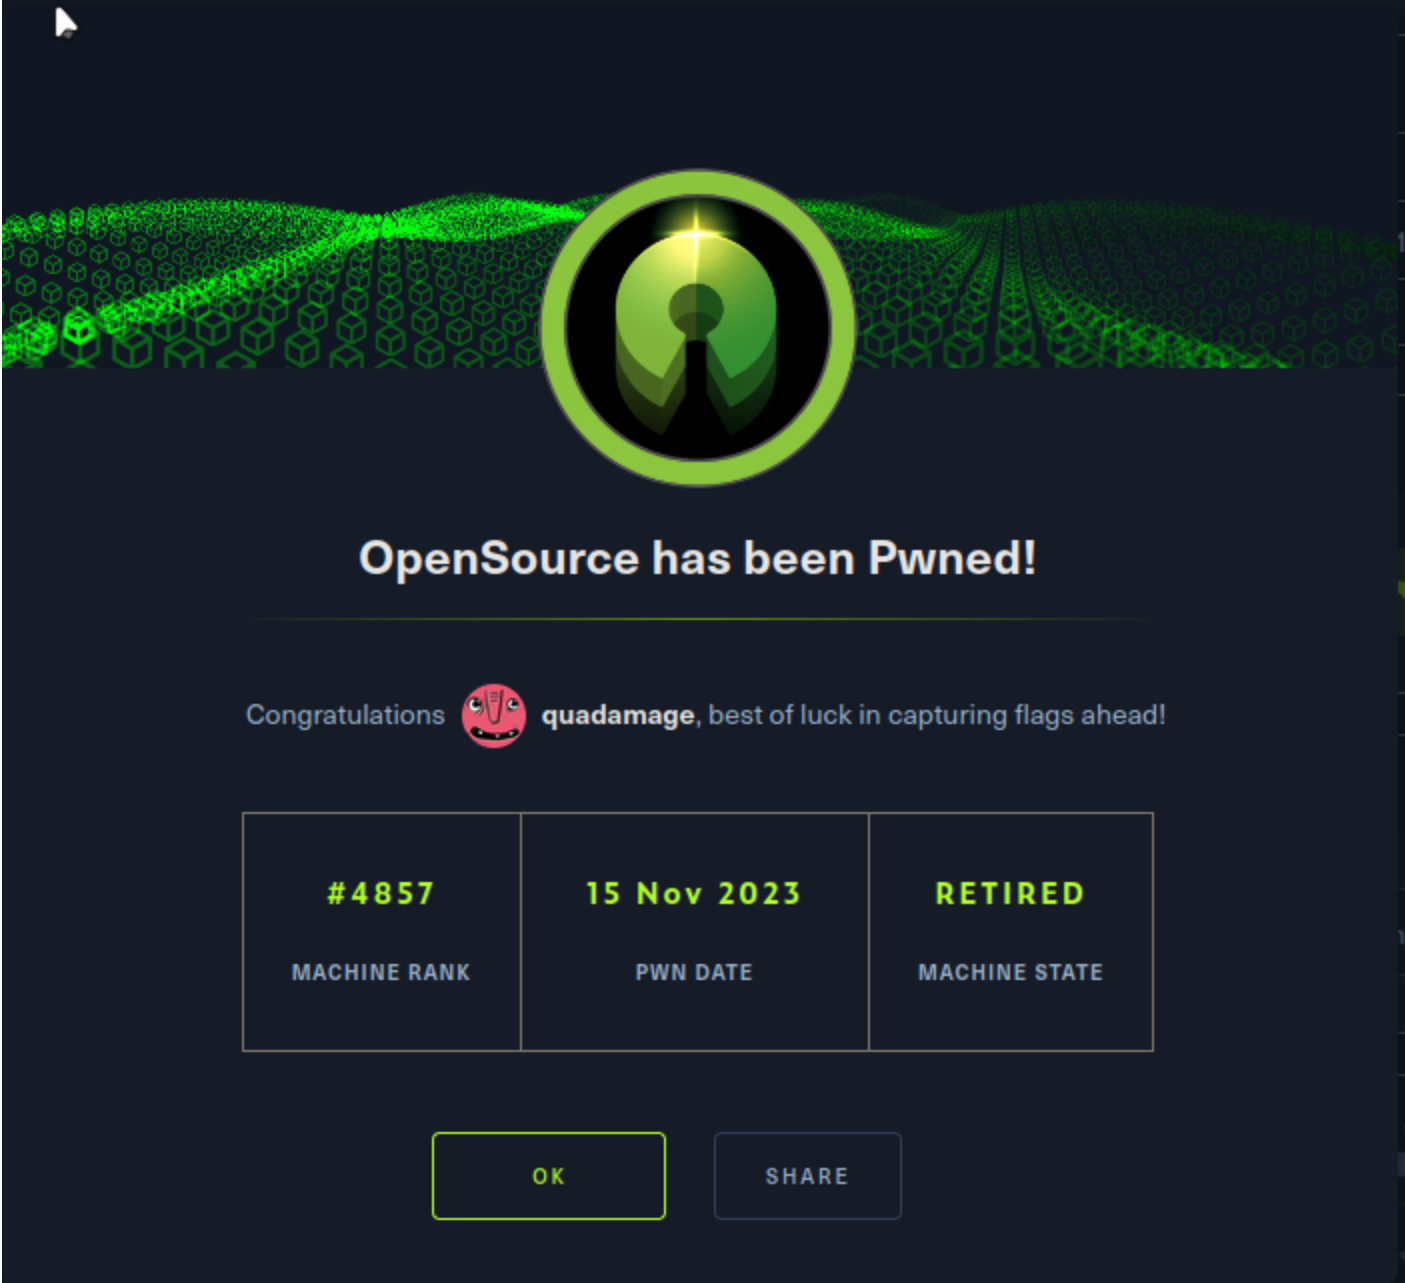 OpenSource has been Pwned!
Congratulations quadamage, best of luck in capturing flags ahead!
#4857 15 Nov 2023 RETIRED
MACHINE RANK PWN DATE MACHINE STATE
OK SHARE